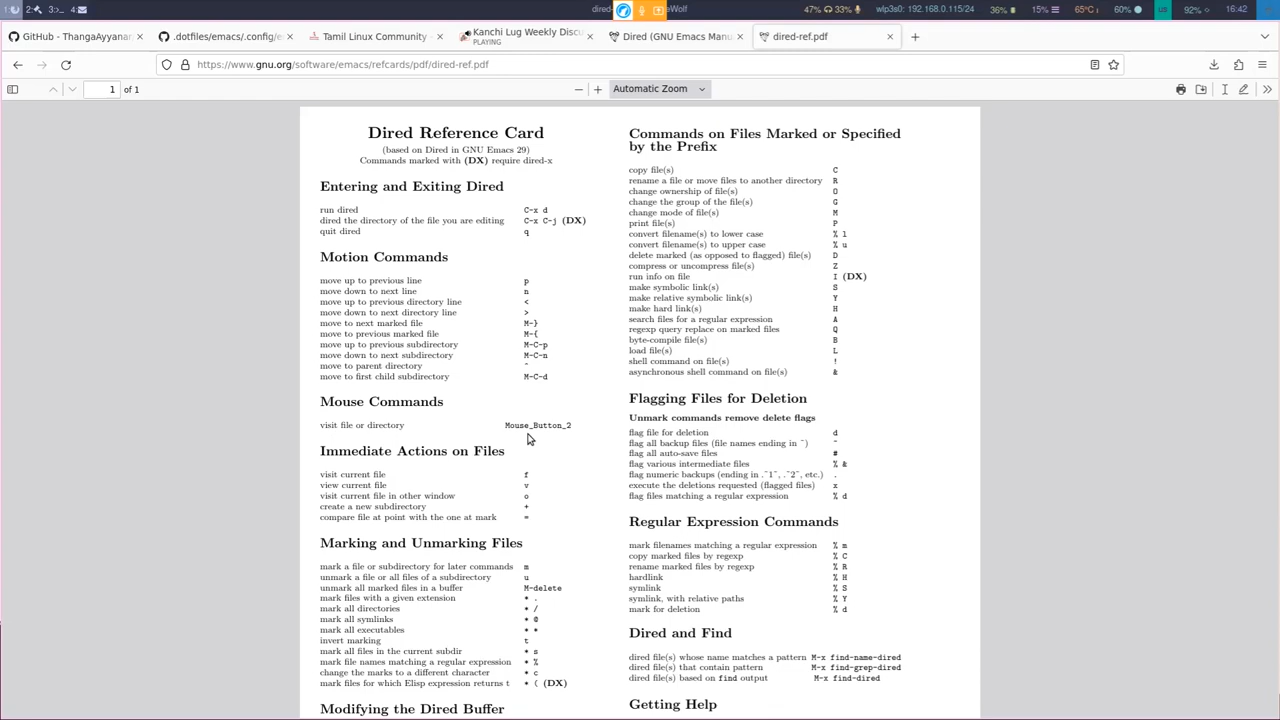 dired-
eWolf
47%
33%
wlp3s0: 192.168.0.115/24
36%
15%
65()
60%
us
92%
16:42
GitHub - ThangaAyyanar
.dotfiles/emacs/.config/e
Tamil Linux Community -
Kanchi Lug Weekly Discu
PLAYING
Dired (GNU Emacs Manu
dired-ref.pdf
https://www.gnu.org/software/emacs/refcards/pdf/dired-ref.pdf
1 of 1
Automatic Zoom
Dired Reference Card
(based on Dired in GNU Emacs 29)
Commands marked with (DX) require dired-x
Entering and Exiting Dired
run dired C-x d
dired the directory of the file you are editing C-x C-j (DX)
quit dired q
Motion Commands
move up to previous line p
move down to next line n
move up to previous directory line <
move down to next directory line >
move to next marked file M-}
move to previous marked file M-{
move up to previous subdirectory M-C-p
move down to next subdirectory M-C-n
move to parent directory ^
move to first child subdirectory M-C-d
Mouse Commands
visit file or directory Mouse_Button_2
Immediate Actions on Files
visit current file f
view current file v
visit current file in other window o
create a new subdirectory +
compare file at point with the one at mark =
Marking and Unmarking Files
mark a file or subdirectory for later commands m
unmark a file or all files of a subdirectory u
unmark all marked files in a buffer M-delete
mark files with a given extension * .
mark all directories * /
mark all symlinks * @
mark all executables * *
invert marking t
mark all files in the current subdir * s
mark file names matching a regular expression * %
change the marks to a different character * c
mark files for which Elisp expression returns t * ( (DX)
Modifying the Dired Buffer
Commands on Files Marked or Specified
by the Prefix
copy file(s) C
rename a file or move files to another directory R
change ownership of file(s) O
change the group of the file(s) G
change mode of file(s) M
print file(s) P
convert filename(s) to lower case % l
convert filename(s) to upper case % u
delete marked (as opposed to flagged) file(s) D
compress or uncompress file(s) Z
run info on file I (DX)
make symbolic link(s) S
make relative symbolic link(s) Y
make hard link(s) H
search files for a regular expression A
regexp query replace on marked files Q
byte-compile file(s) B
load file(s) L
shell command on file(s) !
asynchronous shell command on file(s) &
Flagging Files for Deletion
Unmark commands remove delete flags
flag file for deletion d
flag all backup files (file names ending in ~) ~
flag all auto-save files #
flag various intermediate files % &
flag numeric backups (ending in .~1~, .~2~, etc.) .
execute the deletions requested (flagged files) x
flag files matching a regular expression % d
Regular Expression Commands
mark filenames matching a regular expression % m
copy marked files by regexp % C
rename marked files by regexp % R
hardlink % H
symlink % S
symlink, with relative paths % Y
mark for deletion % d
Dired and Find
dired file(s) whose name matches a pattern M-x find-name-dired
dired file(s) that contain pattern M-x find-grep-dired
dired file(s) based on find output M-x find-dired
Getting Help